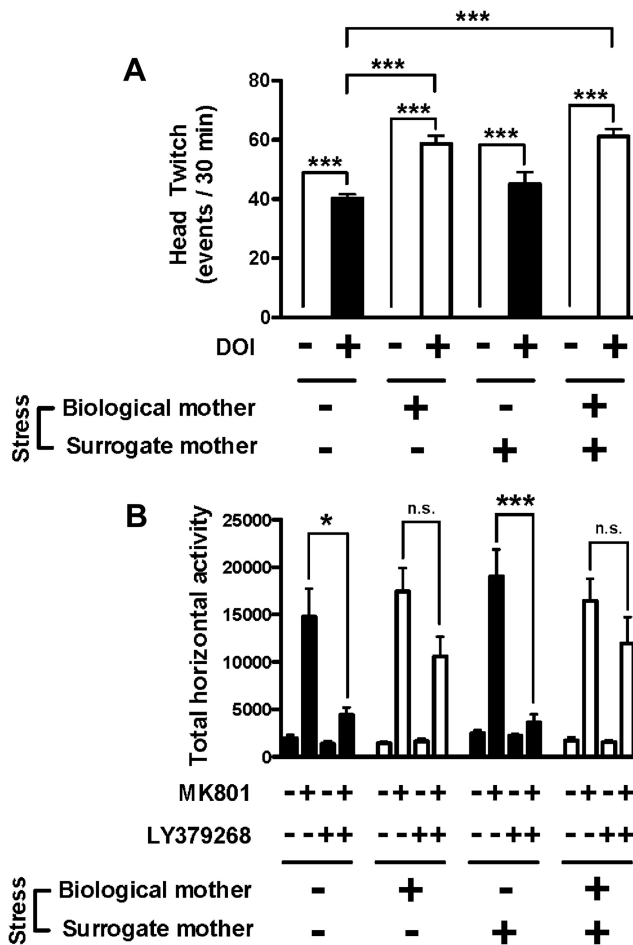 ***
A
***
80
***
***
***
***
60
40
20
0
Head Twitch
(events / 30 min)
DOI - + - + - + - +
Stress
Biological mother - + - +
Surrogate mother - - + +
B
25000
*
n.s.
***
n.s.
20000
15000
10000
5000
0
Total horizontal activity
MK801 - + - + - + - + - + - + - + - +
LY379268 - - + + - - + + - - + + - - + +
Stress
Biological mother - + - +
Surrogate mother - - + +